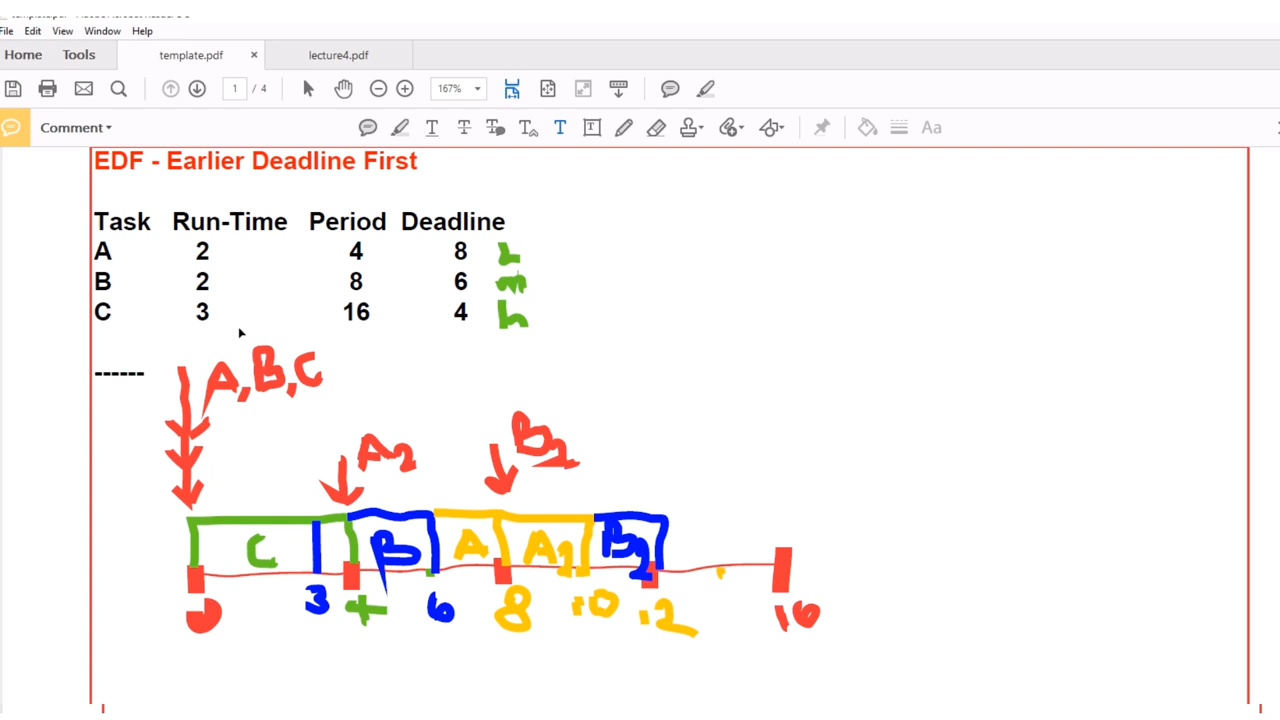 File Edit View Window Help
Home Tools template.pdf × lecture4.pdf
1 / 4 167%
Comment Aa
EDF - Earlier Deadline First
Task Run-Time Period Deadline
A 2 4 8 L
B 2 8 6 m
C 3 16 4 h
------
A, B, C
A2 B2
C B A A2 B2
0 3 4 6 8 10 12 16